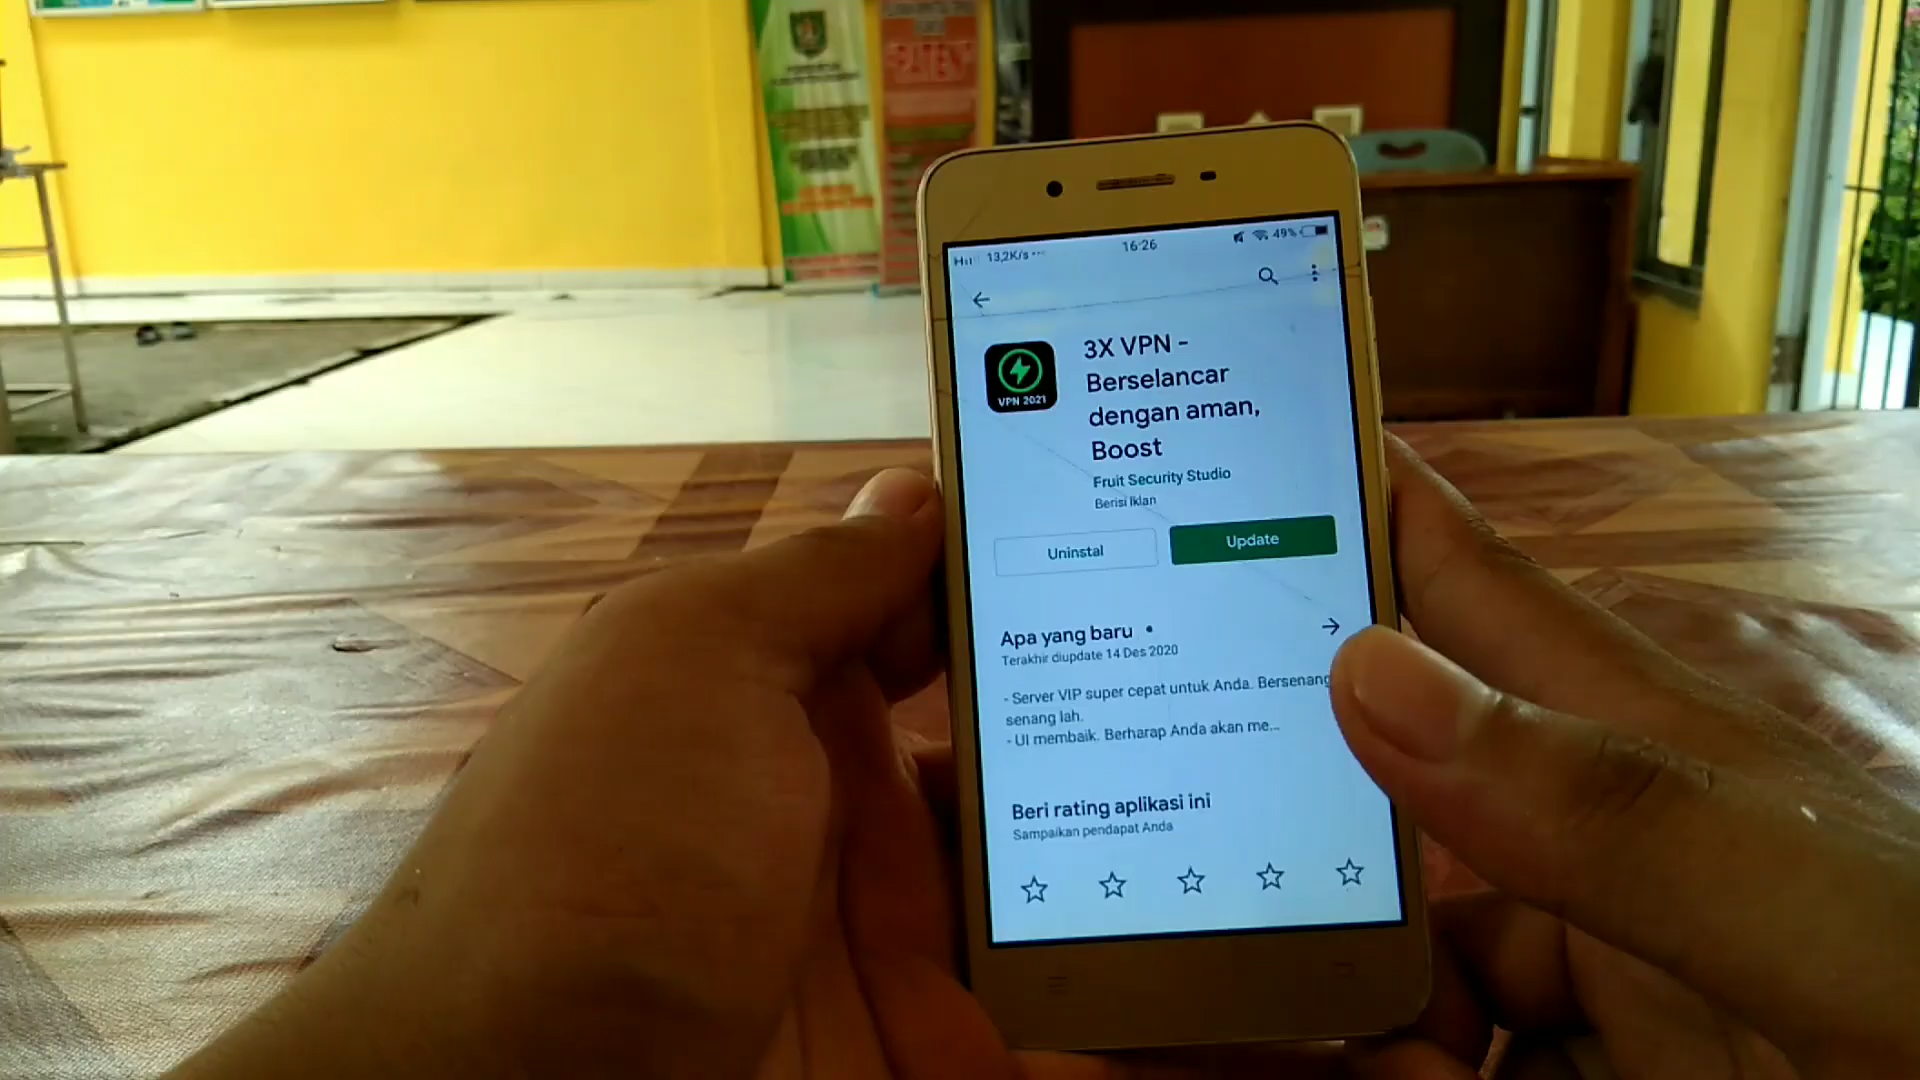 13,2K/s ...
16:26
49%
3X VPN -
Berselancar
dengan aman,
Boost
VPN 2021
Fruit Security Studio
Berisi Iklan
Uninstal
Update
Apa yang baru •
Terakhir diupdate 14 Des 2020
- Server VIP super cepat untuk Anda. Bersenang
senang lah.
- UI membaik. Berharap Anda akan me...
Beri rating aplikasi ini
Sampaikan pendapat Anda